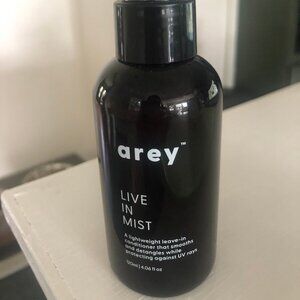 arey™
LIVE
IN
MIST
A lightweight leave-in
conditioner that smooths
and detangles while
protecting against UV rays
120ml | 4.06 fl oz